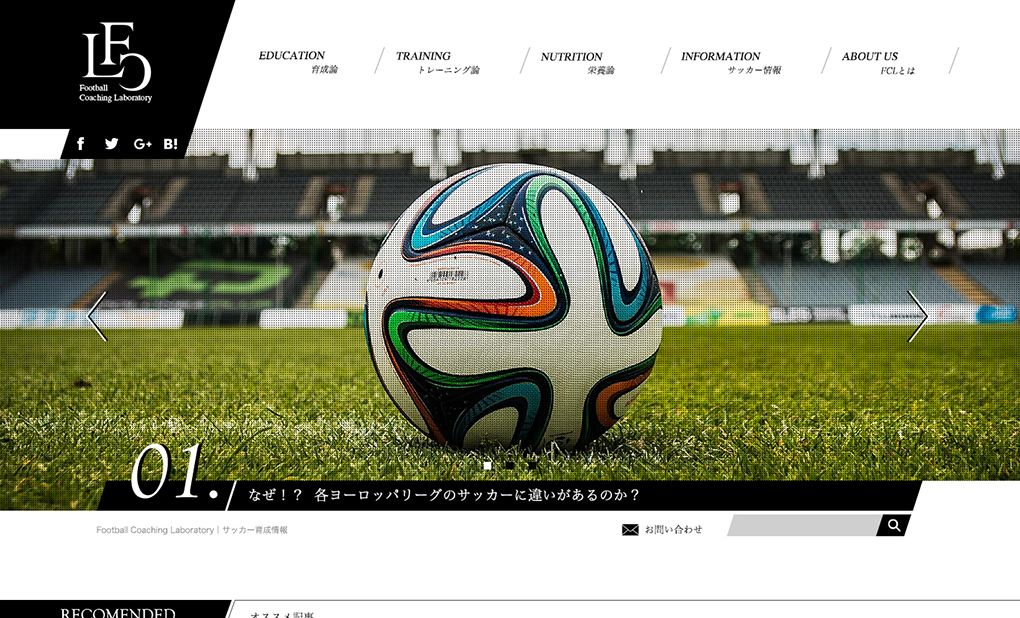 LFC
Football
Coaching Laboratory
EDUCATION
育成論
TRAINING
トレーニング論
NUTRITION
栄養論
INFORMATION
サッカー情報
ABOUT US
FCLとは
f G+ B!
01.
なぜ！？ 各ヨーロッパリーグのサッカーに違いがあるのか？
Football Coaching Laboratory｜サッカー育成情報
お問い合わせ
RECOMENDED
オススメ記事